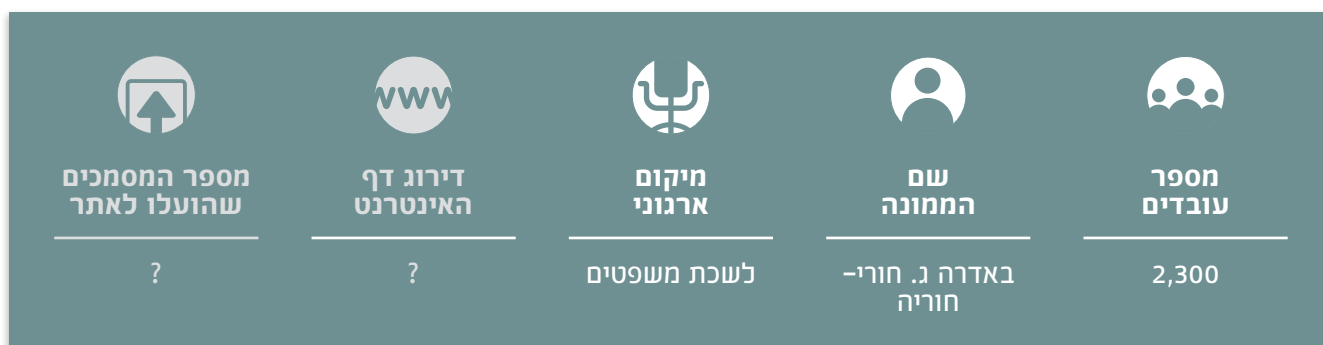 מספר
עובדים
2,300
שם
הממונה
באדרה ג. חורי–
חוריה
מיקום
ארגוני
לשכת משפטים
www
דירוג דף
האינטרנט
?
מספר המסמכים
שהועלו לאתר
?